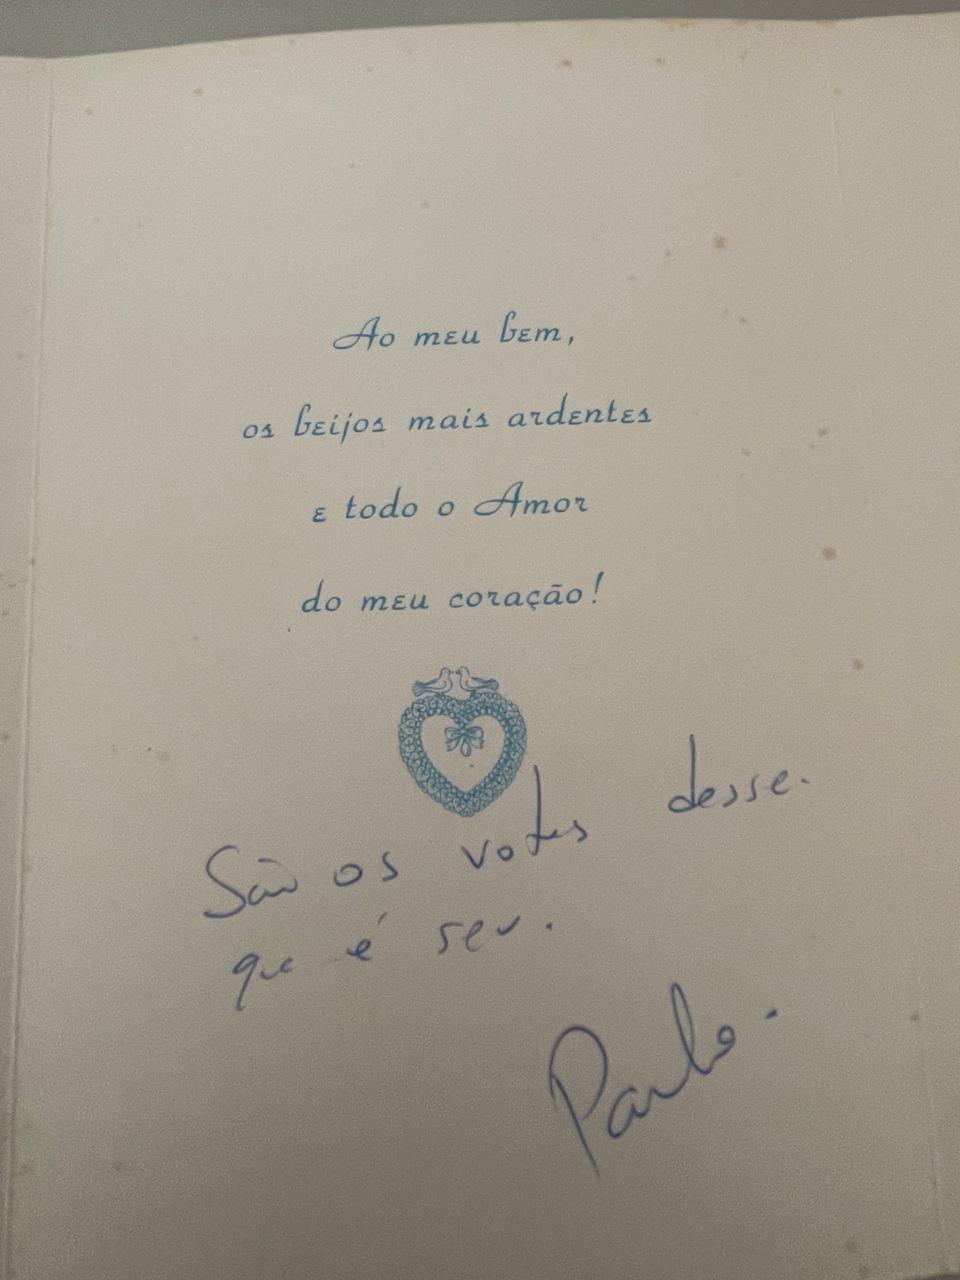 Ao meu bem,
os beijos mais ardentes
e todo o Amor
do meu coração!
São os votos desse.
que é seu.
Paulo.